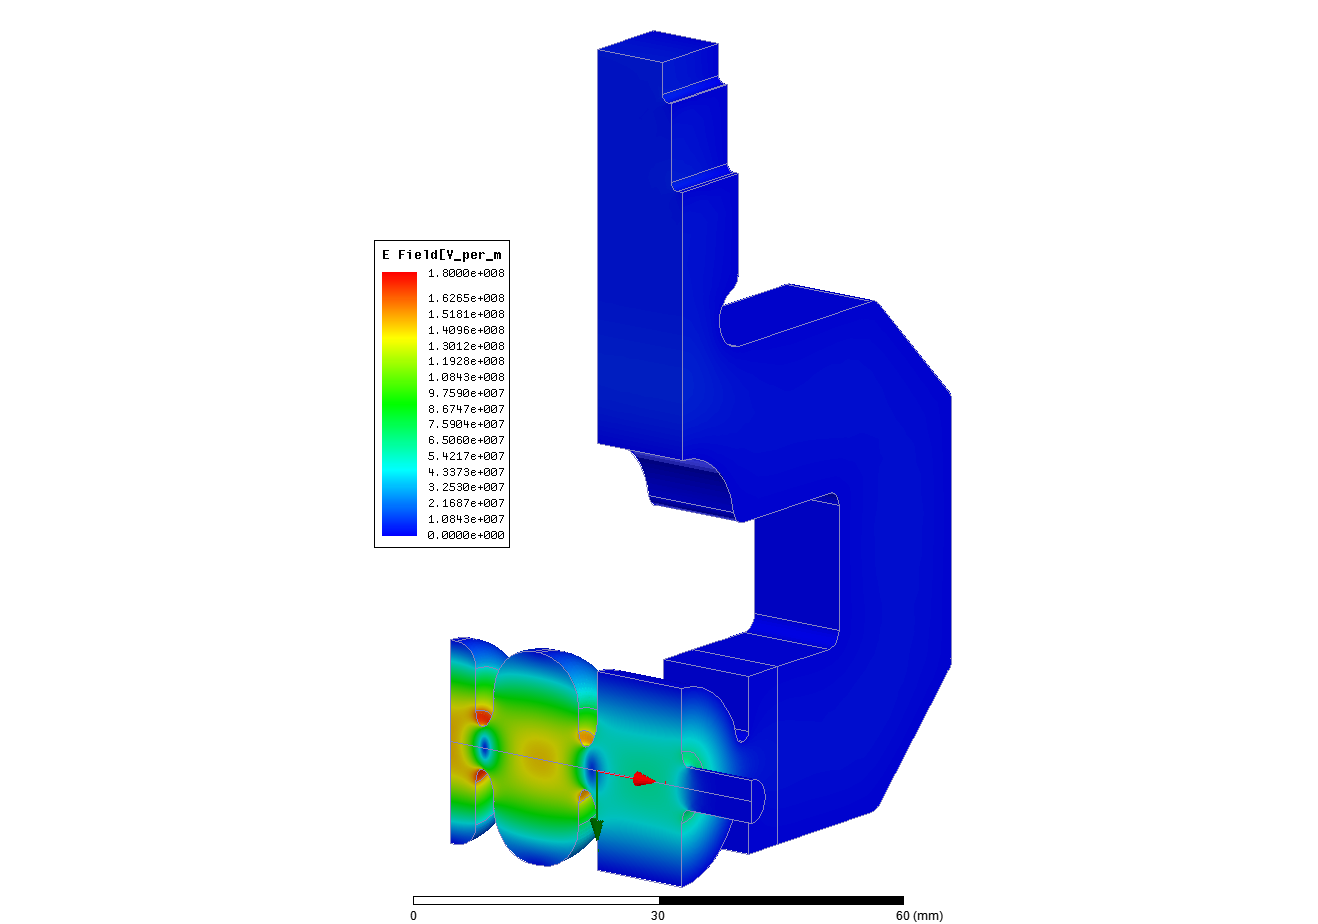 E Field[V_per_m
1.8000e+008
1.6265e+008
1.5181e+008
1.4096e+008
1.3012e+008
1.1928e+008
1.0843e+008
9.7590e+007
8.6747e+007
7.5904e+007
6.5060e+007
5.4217e+007
4.3373e+007
3.2530e+007
2.1687e+007
1.0843e+007
0.0000e+000
0 30 60 (mm)